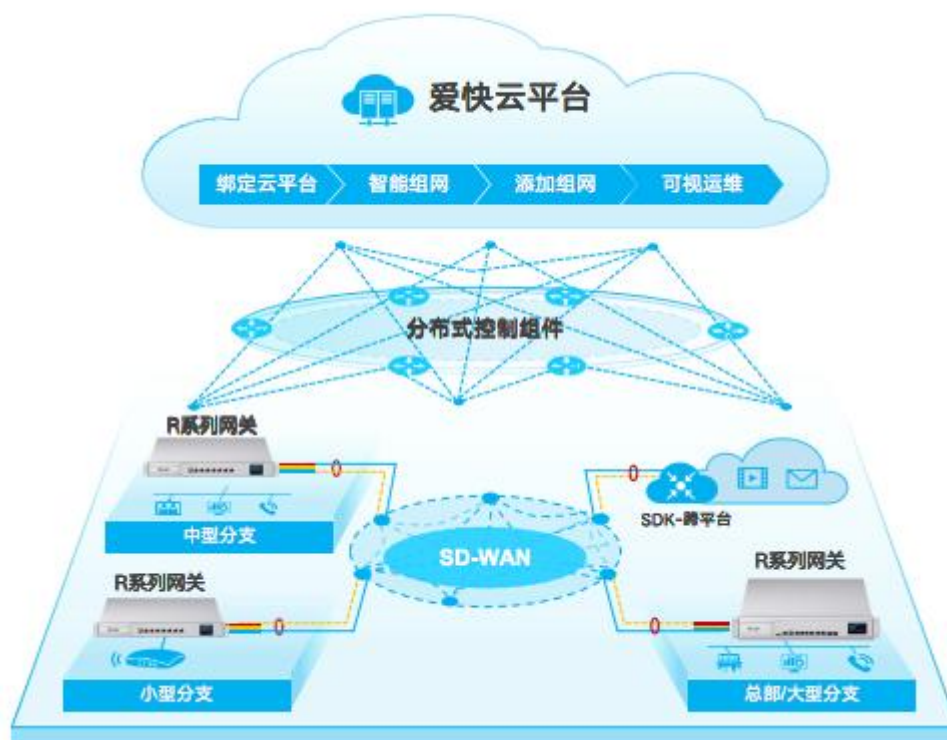 爱快云平台
绑定云平台
智能组网
添加组网
可视运维
分布式控制组件
R系列网关
中型分支
SDK-跨平台
SD-WAN
R系列网关
小型分支
R系列网关
总部/大型分支